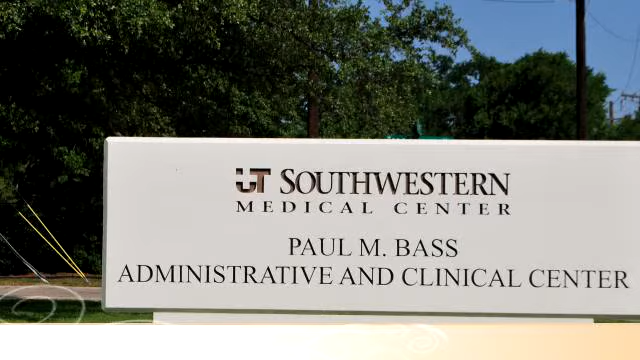 UT SOUTHWESTERN
MEDICAL CENTER
PAUL M. BASS
ADMINISTRATIVE AND CLINICAL CENTER